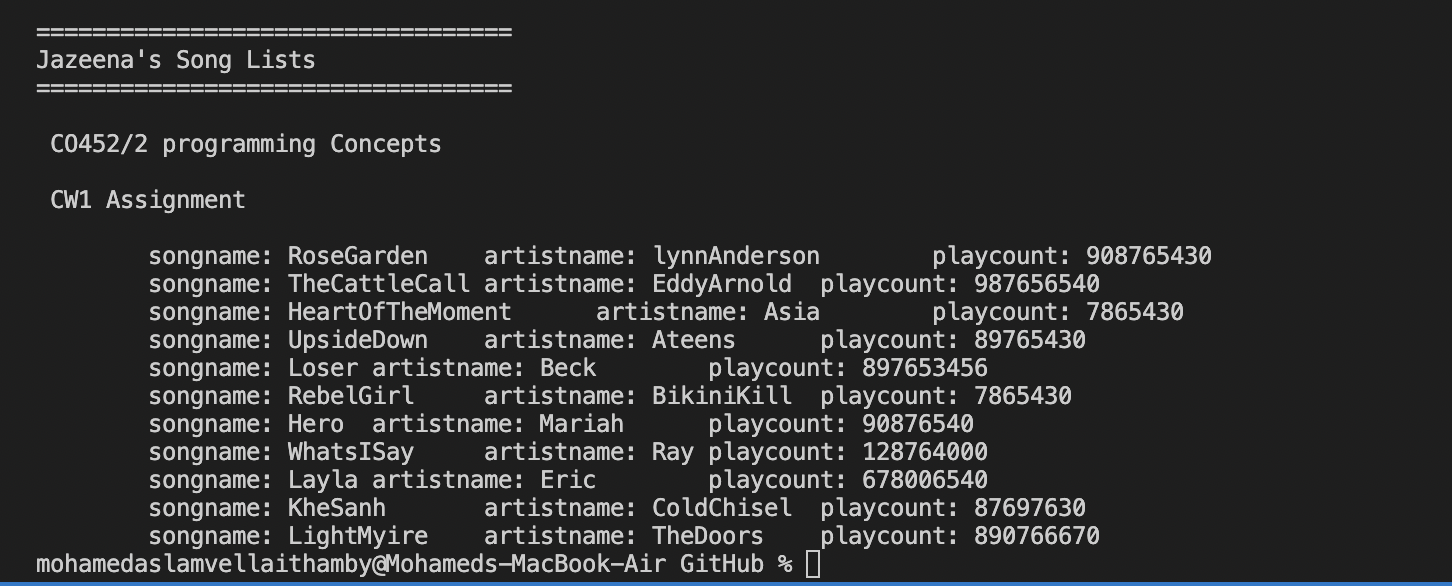 ==================================
Jazeena's Song Lists
==================================
CO452/2 programming Concepts
CW1 Assignment
songname: RoseGarden artistname: lynnAnderson playcount: 908765430
songname: TheCattleCall artistname: EddyArnold playcount: 987656540
songname: HeartOfTheMoment artistname: Asia playcount: 7865430
songname: UpsideDown artistname: Ateens playcount: 89765430
songname: Loser artistname: Beck playcount: 897653456
songname: RebelGirl artistname: BikiniKill playcount: 7865430
songname: Hero artistname: Mariah playcount: 90876540
songname: WhatsISay artistname: Ray playcount: 128764000
songname: Layla artistname: Eric playcount: 678006540
songname: KheSanh artistname: ColdChisel playcount: 87697630
songname: LightMyire artistname: TheDoors playcount: 890766670
mohamedaslamvellaithamby@Mohameds-MacBook-Air GitHub %